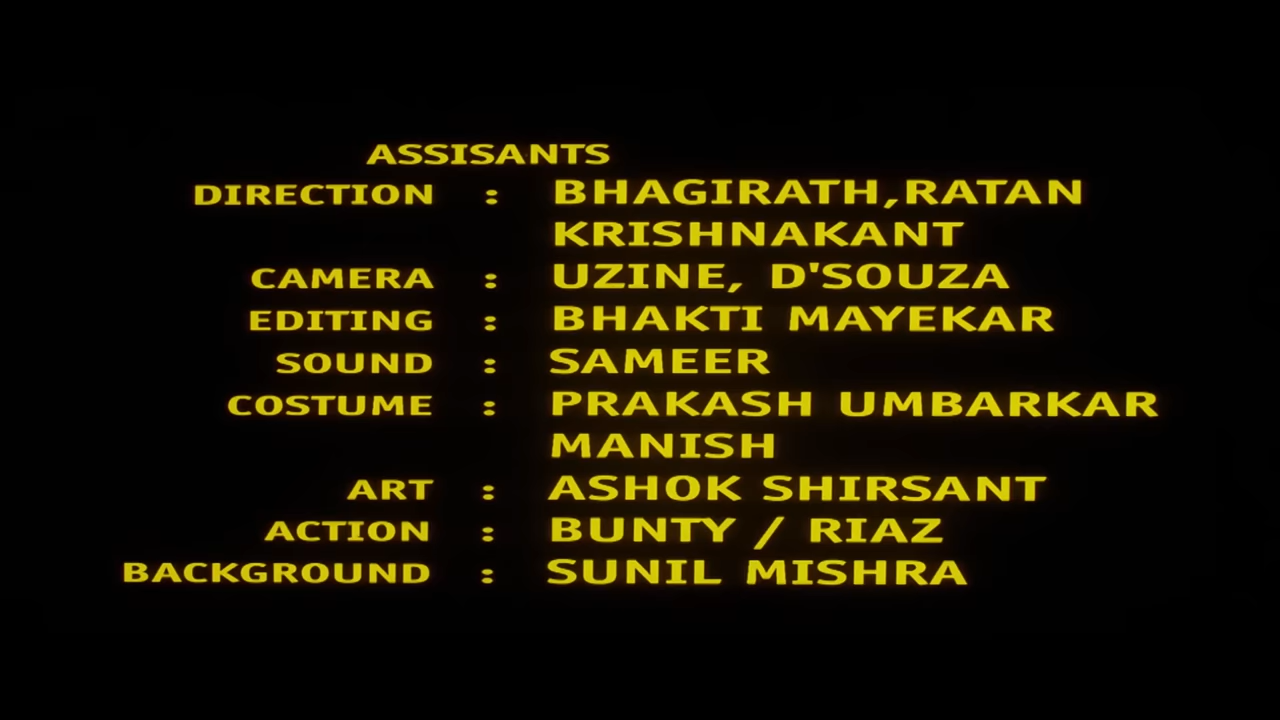 ASSISANTS
DIRECTION : BHAGIRATH,RATAN
KRISHNAKANT
CAMERA : UZINE, D'SOUZA
EDITING : BHAKTI MAYEKAR
SOUND : SAMEER
COSTUME : PRAKASH UMBARKAR
MANISH
ART : ASHOK SHIRSANT
ACTION : BUNTY / RIAZ
BACKGROUND : SUNIL MISHRA